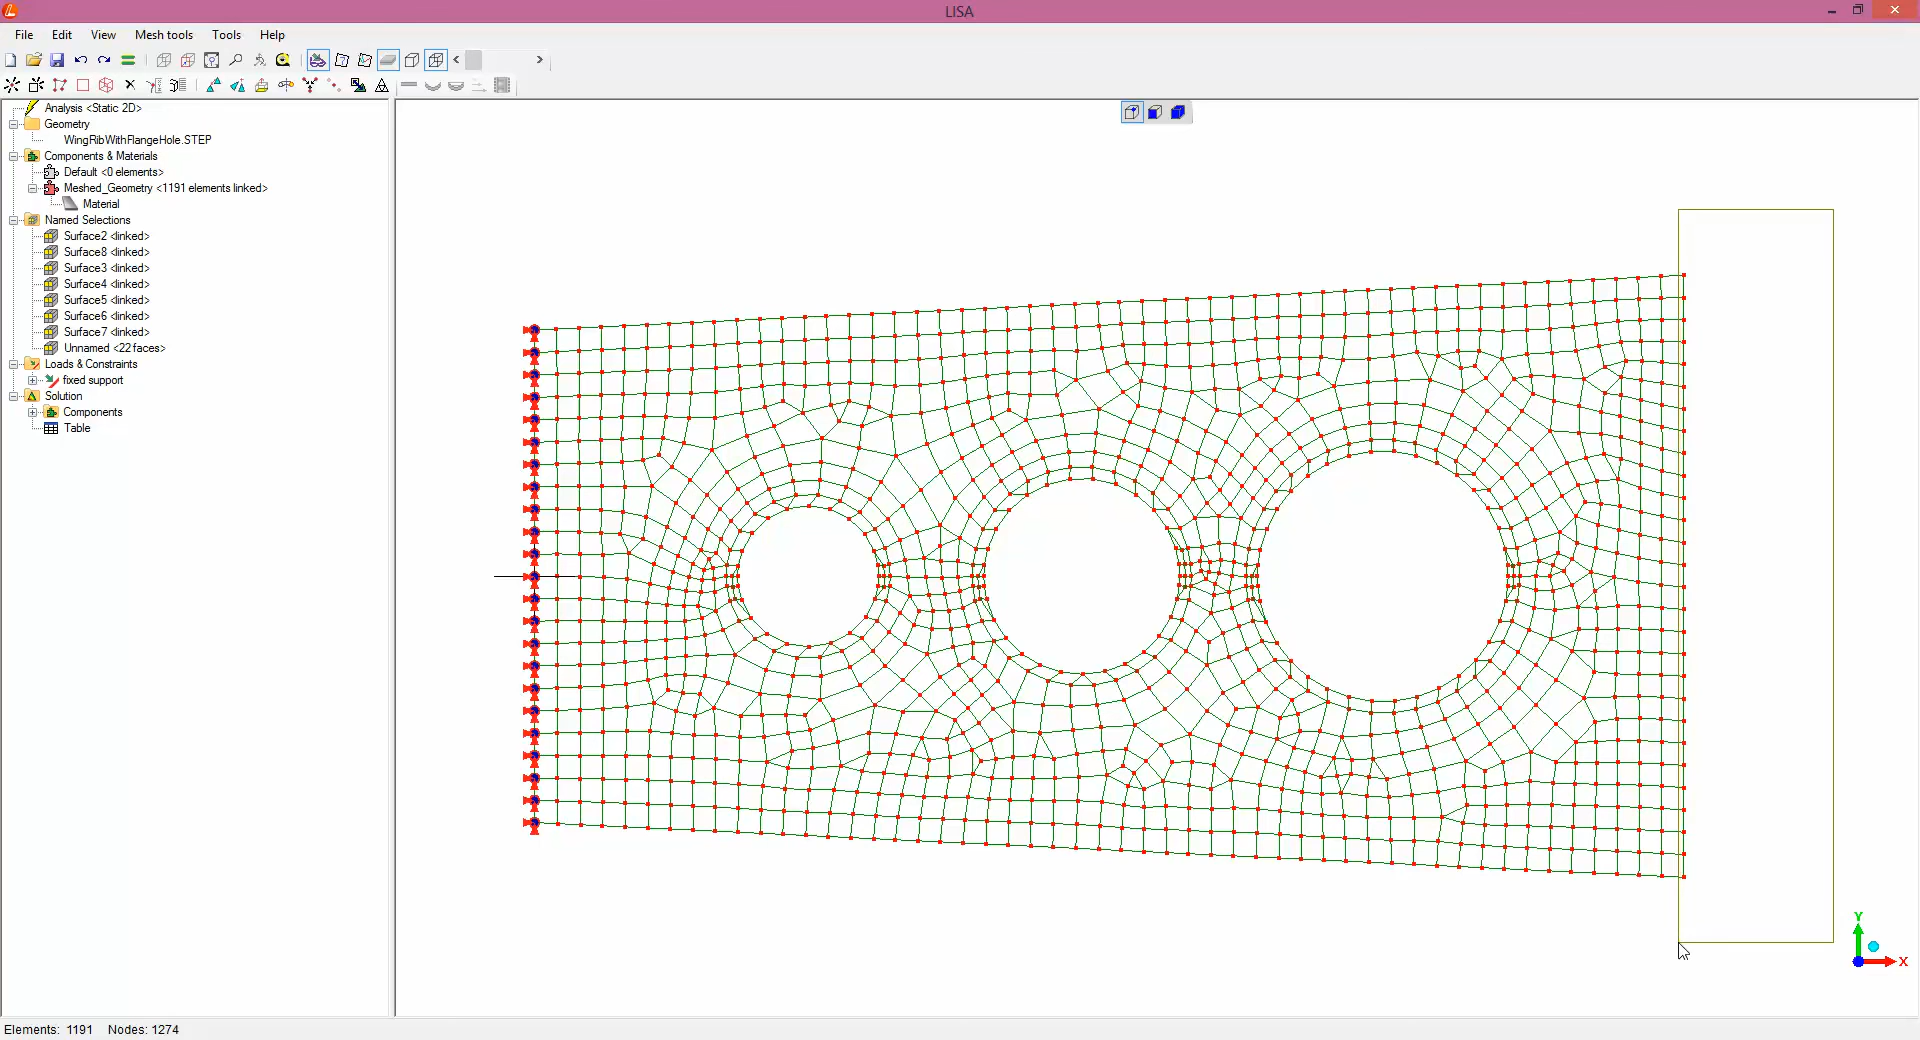 LISA
File Edit View Mesh tools Tools Help
Analysis <Static 2D>
Geometry
WingRibWithFlangeHole.STEP
Components & Materials
Default <0 elements>
Meshed_Geometry <1191 elements linked>
Material
Named Selections
Surface2 <linked>
Surface8 <linked>
Surface3 <linked>
Surface4 <linked>
Surface5 <linked>
Surface6 <linked>
Surface7 <linked>
Unnamed <22 faces>
Loads & Constraints
fixed support
Solution
Components
Table
Y
X
Elements: 1191 Nodes: 1274